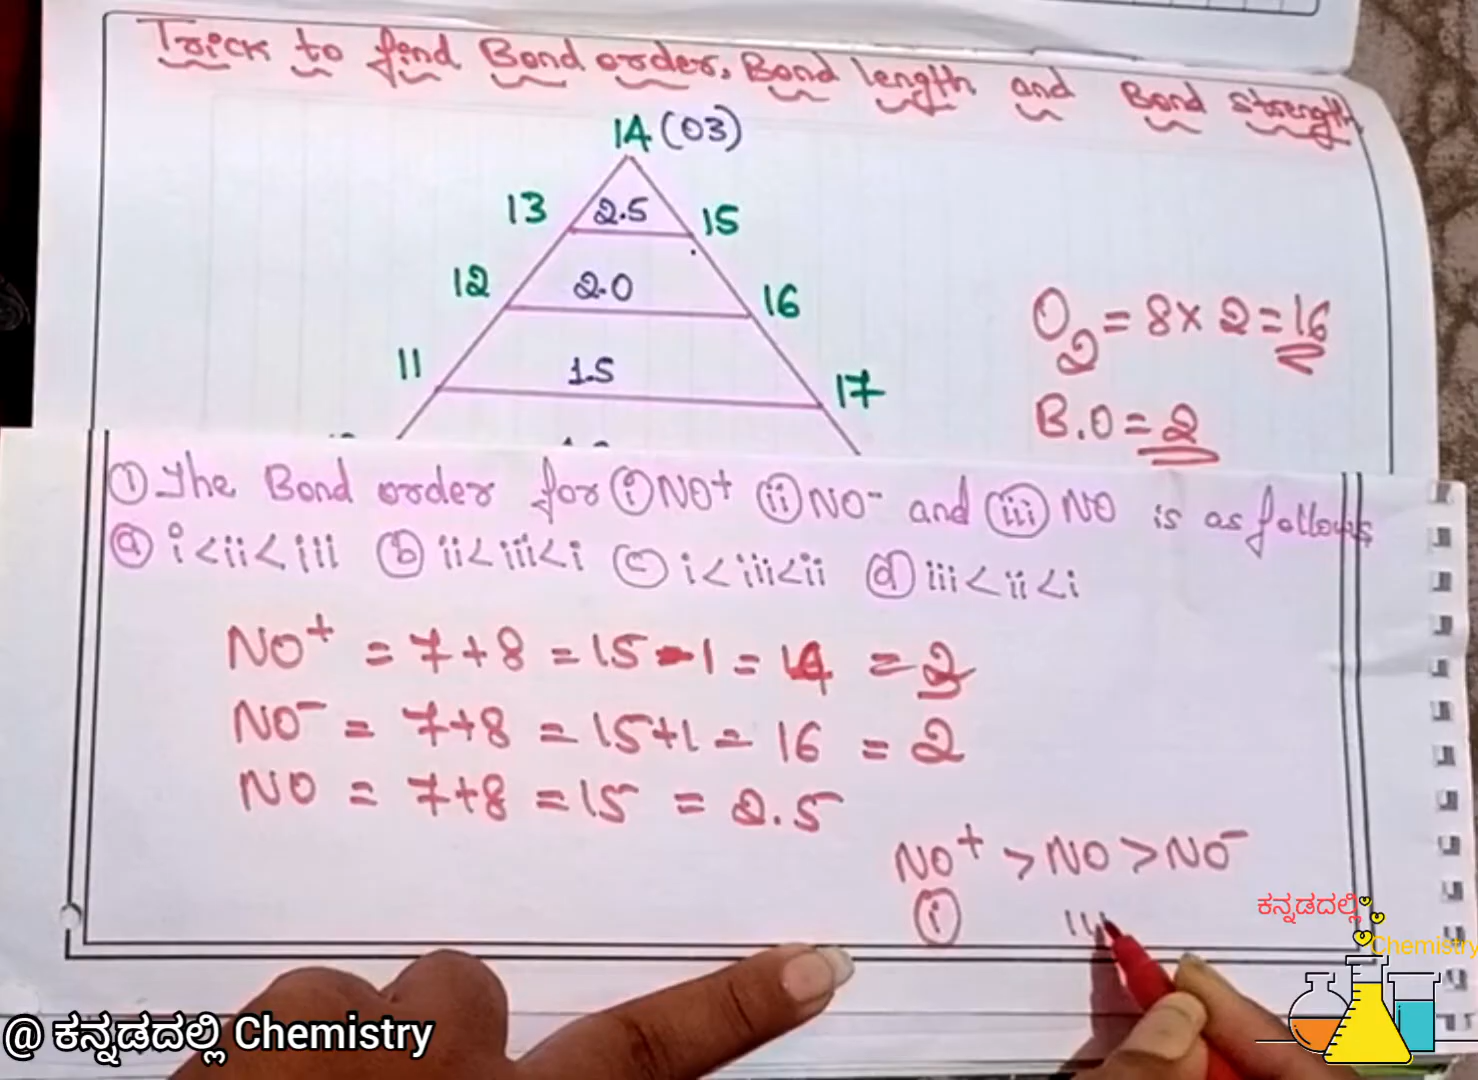 Trick to find Bond order, Bond length and Bond strength
14 (03)
13 2.5 15
12 2.0 16
11 1.5 17
O2 = 8 × 2 = 16
B.O = 2
① The Bond order for ⓘ NO+ ⓘⓘ NO- and ⓘⓘⓘ NO is as follows
ⓐ i < ii < iii ⓑ ii < iii < i ⓒ i < iii < ii ⓓ iii < ii < i
NO+ = 7+8 = 15-1 = 14 = 3
NO- = 7+8 = 15+1 = 16 = 2
NO = 7+8 = 15 = 2.5
NO+ > NO > NO-
ⓘ
ಕನ್ನಡದಲ್ಲಿ
Chemistry
@ ಕನ್ನಡದಲ್ಲಿ Chemistry